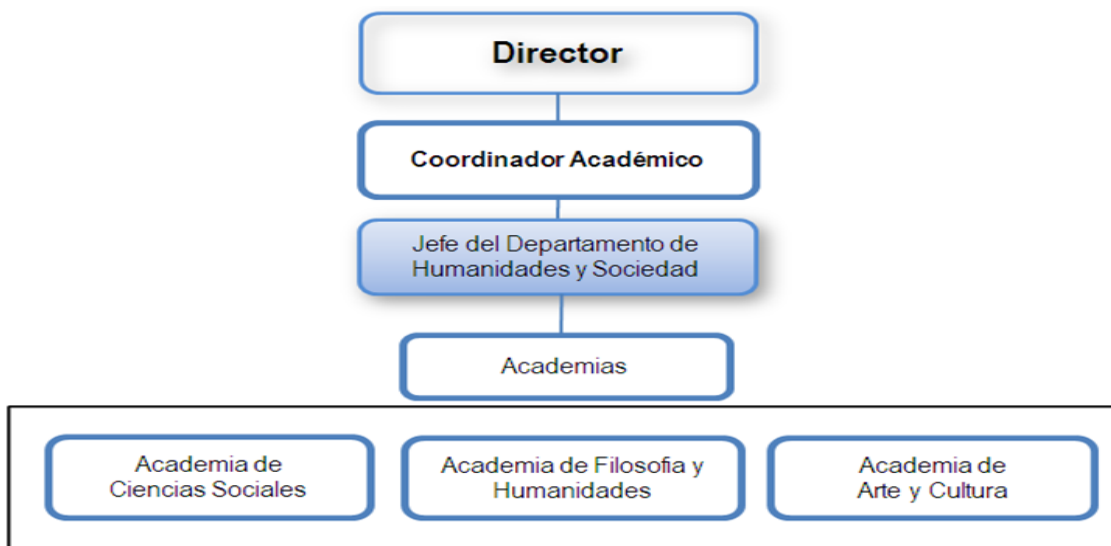 Director
Coordinador Académico
Jefe del Departamento de
Humanidades y Sociedad
Academias
Academia de
Ciencias Sociales
Academia de Filosofia y
Humanidades
Academia de
Arte y Cultura